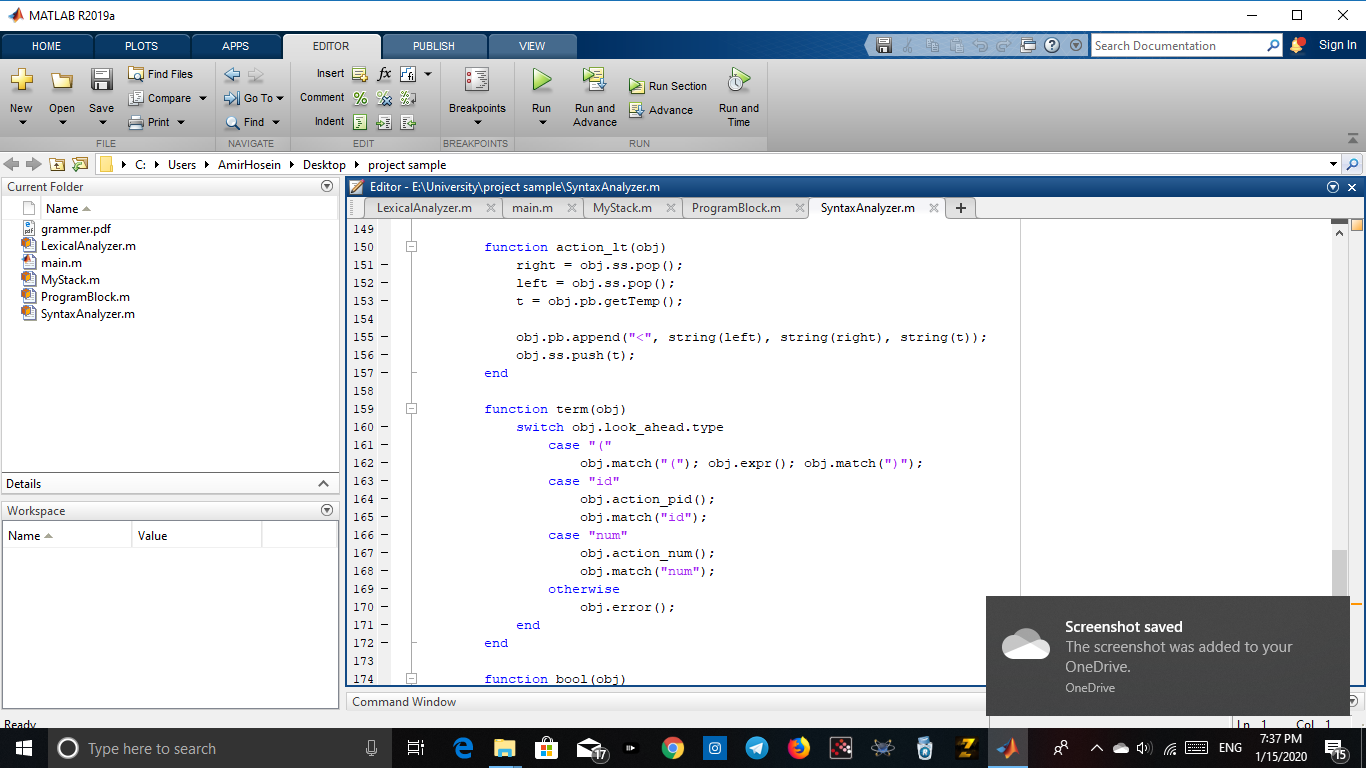 MATLAB R2019a
HOME PLOTS APPS EDITOR PUBLISH VIEW
Search Documentation
Sign In
New Open Save Find Files Compare Print
Go To Find
Insert fx
Comment
Indent
Breakpoints
Run Run and Advance Run Section Advance Run and Time
FILE NAVIGATE EDIT BREAKPOINTS RUN
C: Users AmirHosein Desktop project sample
Current Folder
Name
grammer.pdf
LexicalAnalyzer.m
main.m
MyStack.m
ProgramBlock.m
SyntaxAnalyzer.m
Details
Workspace
Name Value
Editor - E:\University\project sample\SyntaxAnalyzer.m
LexicalAnalyzer.m main.m MyStack.m ProgramBlock.m SyntaxAnalyzer.m
149
150 function action_lt(obj)
151 right = obj.ss.pop();
152 left = obj.ss.pop();
153 t = obj.pb.getTemp();
154
155 obj.pb.append("<", string(left), string(right), string(t));
156 obj.ss.push(t);
157 end
158
159 function term(obj)
160 switch obj.look_ahead.type
161 case "("
162 obj.match("("); obj.expr(); obj.match(")");
163 case "id"
164 obj.action_pid();
165 obj.match("id");
166 case "num"
167 obj.action_num();
168 obj.match("num");
169 otherwise
170 obj.error();
171 end
172 end
173
174 function bool(obj)
Command Window
Screenshot saved
The screenshot was added to your
OneDrive.
OneDrive
Ready
Ln 1 Col 1
Type here to search
17
ENG
7:37 PM
1/15/2020
15